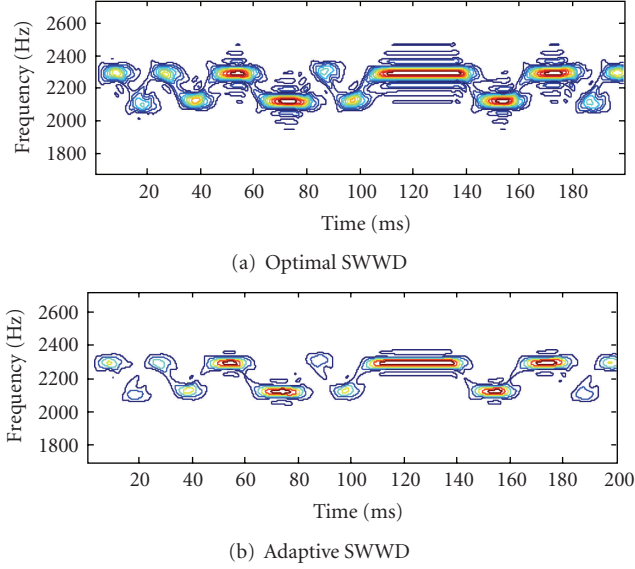 2600
2400
2200
2000
1800
Frequency (Hz)
20 40 60 80 100 120 140 160 180
Time (ms)
(a) Optimal SWWD
2600
2400
2200
2000
1800
Frequency (Hz)
20 40 60 80 100 120 140 160 180 200
Time (ms)
(b) Adaptive SWWD